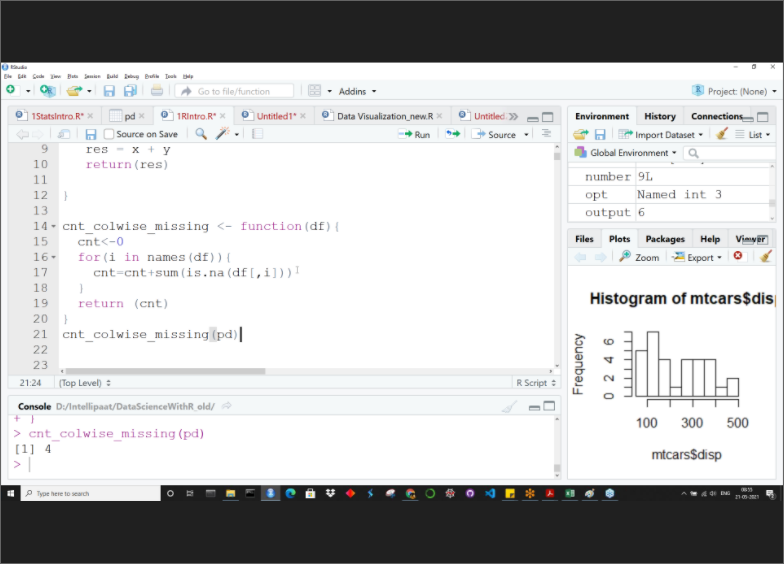 RStudio
File Edit Code View Plots Session Build Debug Profile Tools Help
Go to file/function
Addins
Project: (None)
1StatsIntro.R* pd 1RIntro.R* Untitled1* Data Visualization_new.R Untitled
Source on Save
Run
Source
9 res = x + y
10 return(res)
11
12 }
13
14 cnt_colwise_missing <- function(df){
15 cnt<-0
16 for(i in names(df)){
17 cnt=cnt+sum(is.na(df[,i]))
18 }
19 return (cnt)
20 }
21 cnt_colwise_missing(pd)
22
23
21:24 (Top Level) R Script
Console D:/Intellipaat/DataScienceWithR_old/
+ }
> cnt_colwise_missing(pd)
[1] 4
>
Environment History Connections
Import Dataset List
Global Environment
number 9L
opt Named int 3
output 6
Files Plots Packages Help Viewer
Zoom Export
Histogram of mtcars$disp
Frequency
0 2 4 6
100 300 500
mtcars$disp
Type here to search
ENG
08:55
21-05-2021